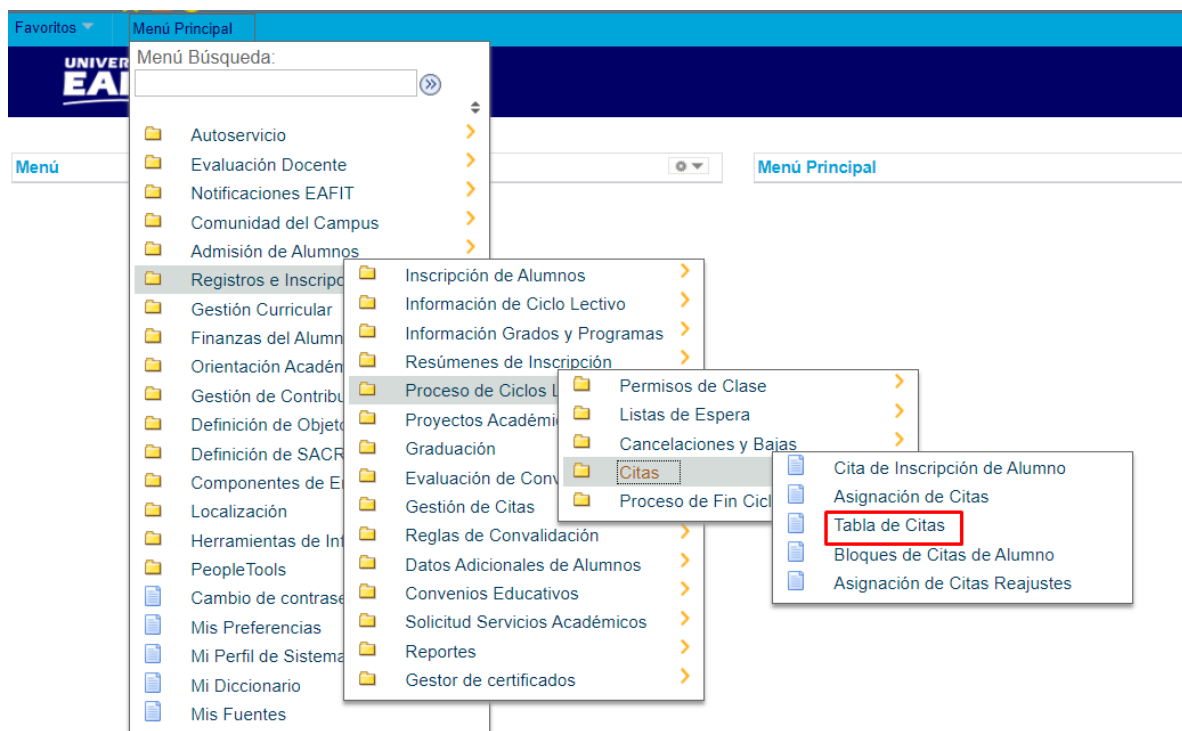 Favoritos
Menú Principal
UNIVER
EAI
Menú Búsqueda:
Menú
Menú Principal
Autoservicio
Evaluación Docente
Notificaciones EAFIT
Comunidad del Campus
Admisión de Alumnos
Registros e Inscripc
Gestión Curricular
Finanzas del Alumn
Orientación Académ
Gestión de Contribu
Definición de Objeto
Definición de SACR
Componentes de E
Localización
Herramientas de Inf
PeopleTools
Cambio de contrase
Mis Preferencias
Mi Perfil de Sistema
Mi Diccionario
Mis Fuentes
Inscripción de Alumnos
Información de Ciclo Lectivo
Información Grados y Programas
Resúmenes de Inscripción
Proceso de Ciclos L
Proyectos Académi
Graduación
Evaluación de Conv
Gestión de Citas
Reglas de Convalidación
Datos Adicionales de Alumnos
Convenios Educativos
Solicitud Servicios Académicos
Reportes
Gestor de certificados
Permisos de Clase
Listas de Espera
Cancelaciones y Bajas
Citas
Proceso de Fin Cicl
Cita de Inscripción de Alumno
Asignación de Citas
Tabla de Citas
Bloques de Citas de Alumno
Asignación de Citas Reajustes